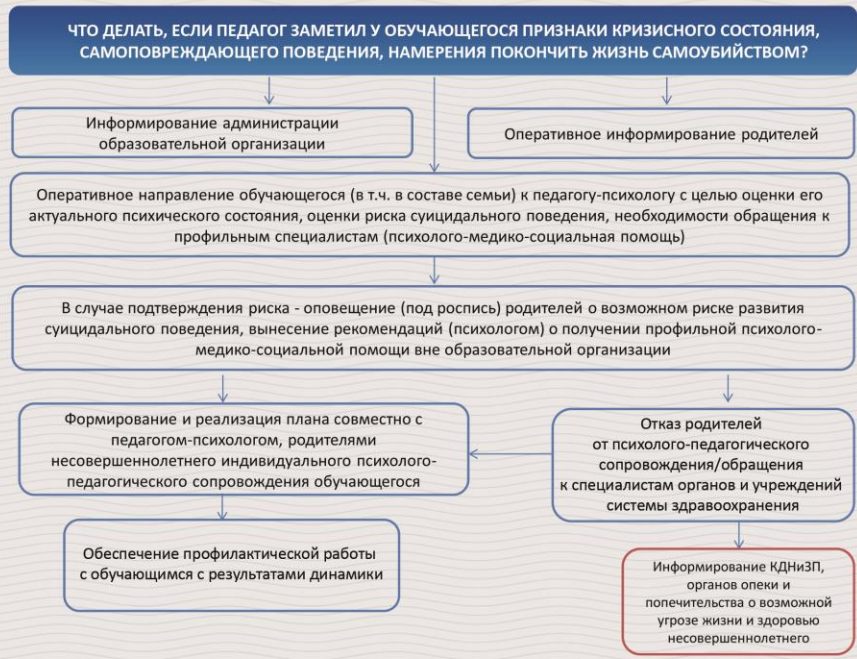 ЧТО ДЕЛАТЬ, ЕСЛИ ПЕДАГОГ ЗАМЕТИЛ У ОБУЧАЮЩЕГОСЯ ПРИЗНАКИ КРИЗИСНОГО СОСТОЯНИЯ,
САМОПОВРЕЖДАЮЩЕГО ПОВЕДЕНИЯ, НАМЕРЕНИЯ ПОКОНЧИТЬ ЖИЗНЬ САМОУБИЙСТВОМ?
Информирование администрации
образовательной организации
Оперативное информирование родителей
Оперативное направление обучающегося (в т.ч. в составе семьи) к педагогу-психологу с целью оценки его
актуального психического состояния, оценки риска суицидального поведения, необходимости обращения к
профильным специалистам (психолого-медико-социальная помощь)
В случае подтверждения риска - оповещение (под роспись) родителей о возможном риске развития
суицидального поведения, вынесение рекомендаций (психологом) о получении профильной психолого-
медико-социальной помощи вне образовательной организации
Формирование и реализация плана совместно с
педагогом-психологом, родителями
несовершеннолетнего индивидуального психолого-
педагогического сопровождения обучающегося
Отказ родителей
от психолого-педагогического
сопровождения/обращения
к специалистам органов и учреждений
системы здравоохранения
Обеспечение профилактической работы
с обучающимся с результатами динамики
Информирование КДНиЗП,
органов опеки и
попечительства о возможной
угрозе жизни и здоровью
несовершеннолетнего